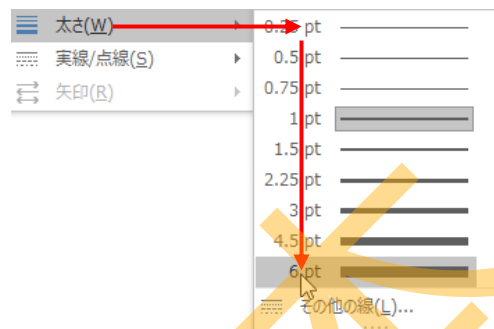 太さ(W)
実線/点線(S)
矢印(R)
0.25 pt
0.5 pt
0.75 pt
1 pt
1.5 pt
2.25 pt
3 pt
4.5 pt
6 pt
その他の線(L)...